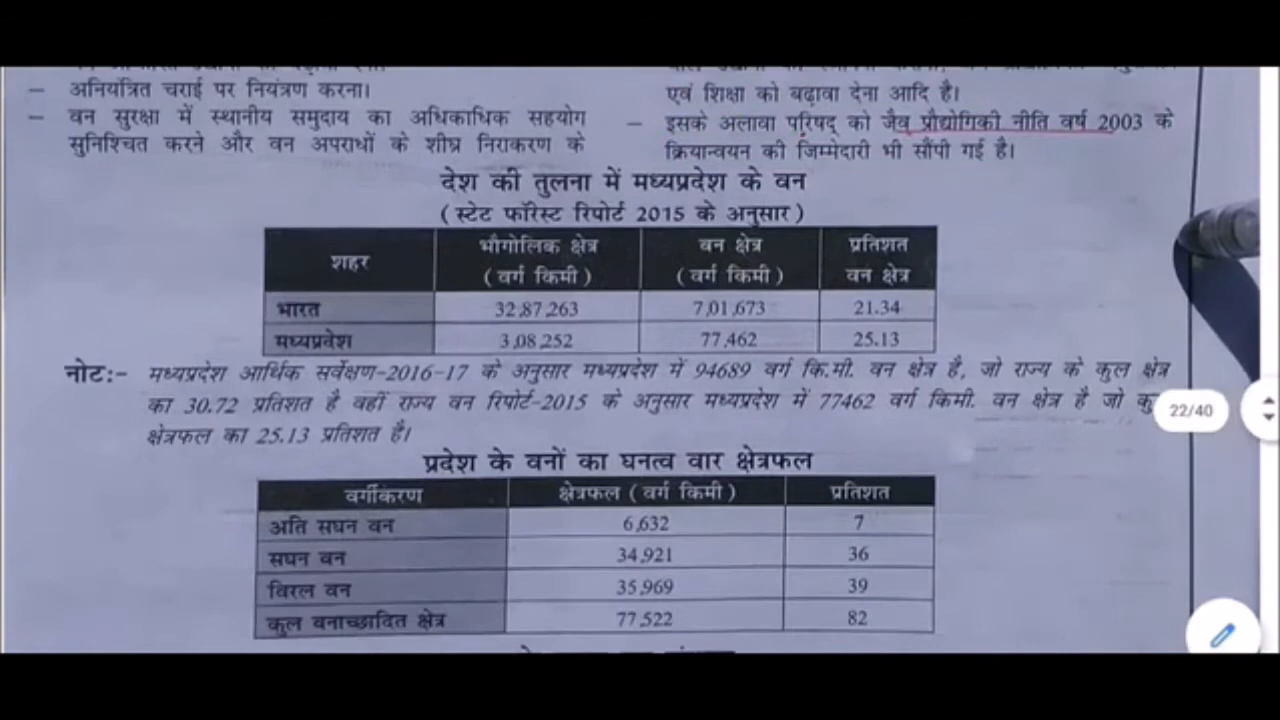 — अनियंत्रित चराई पर नियंत्रण करना।
— वन सुरक्षा में स्थानीय समुदाय का अधिकाधिक सहयोग
सुनिश्चित करने और वन अपराधों के शीघ्र निराकरण के
एवं शिक्षा को बढ़ावा देना आदि है।
— इसके अलावा परिषद् को जैव प्रौद्योगिकी नीति वर्ष 2003 के
क्रियान्वयन की जिम्मेदारी भी सौंपी गई है।
देश की तुलना में मध्यप्रदेश के वन
(स्टेट फॉरेस्ट रिपोर्ट 2015 के अनुसार)
शहर भौगोलिक क्षेत्र (वर्ग किमी) वन क्षेत्र (वर्ग किमी) प्रतिशत वन क्षेत्र
भारत 32,87,263 7,01,673 21.34
मध्यप्रदेश 3,08,252 77,462 25.13
नोटः- मध्यप्रदेश आर्थिक सर्वेक्षण-2016-17 के अनुसार मध्यप्रदेश में 94689 वर्ग कि.मी. वन क्षेत्र है, जो राज्य के कुल क्षेत्र
का 30.72 प्रतिशत है वहीं राज्य वन रिपोर्ट-2015 के अनुसार मध्यप्रदेश में 77462 वर्ग किमी. वन क्षेत्र है जो
क्षेत्रफल का 25.13 प्रतिशत है।
22/40
प्रदेश के वनों का घनत्व वार क्षेत्रफल
वर्गीकरण क्षेत्रफल (वर्ग किमी) प्रतिशत
अति सघन वन 6,632 7
सघन वन 34,921 36
विरल वन 35,969 39
कुल वनाच्छादित क्षेत्र 77,522 82